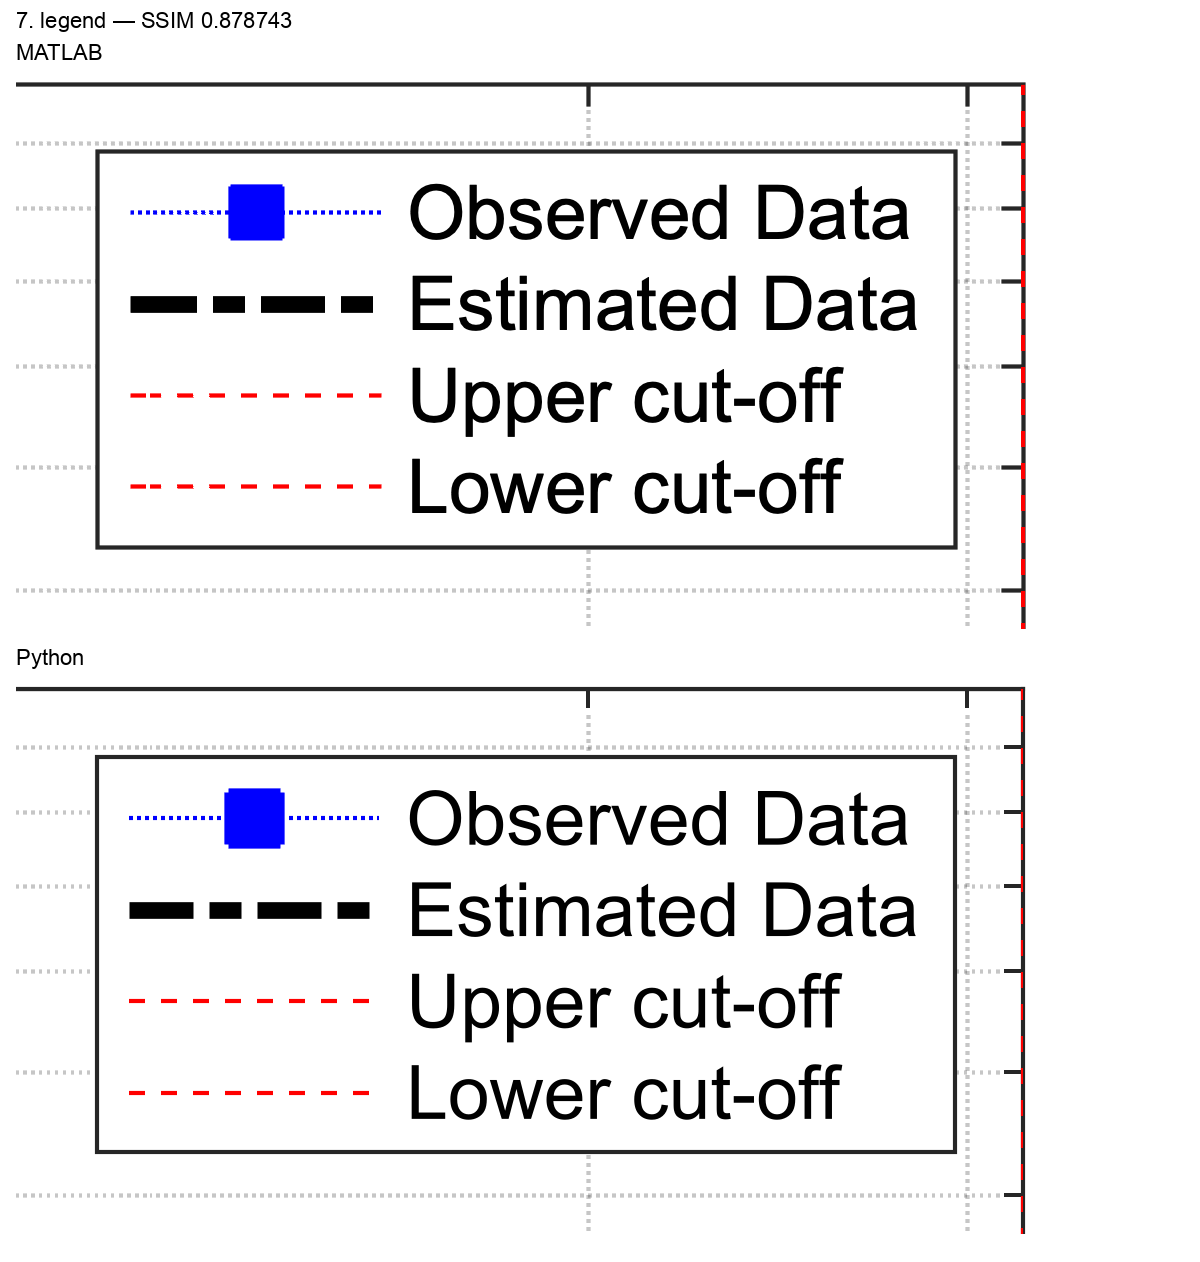 7. legend — SSIM 0.878743
MATLAB
Observed Data
Estimated Data
Upper cut-off
Lower cut-off
Python
Observed Data
Estimated Data
Upper cut-off
Lower cut-off